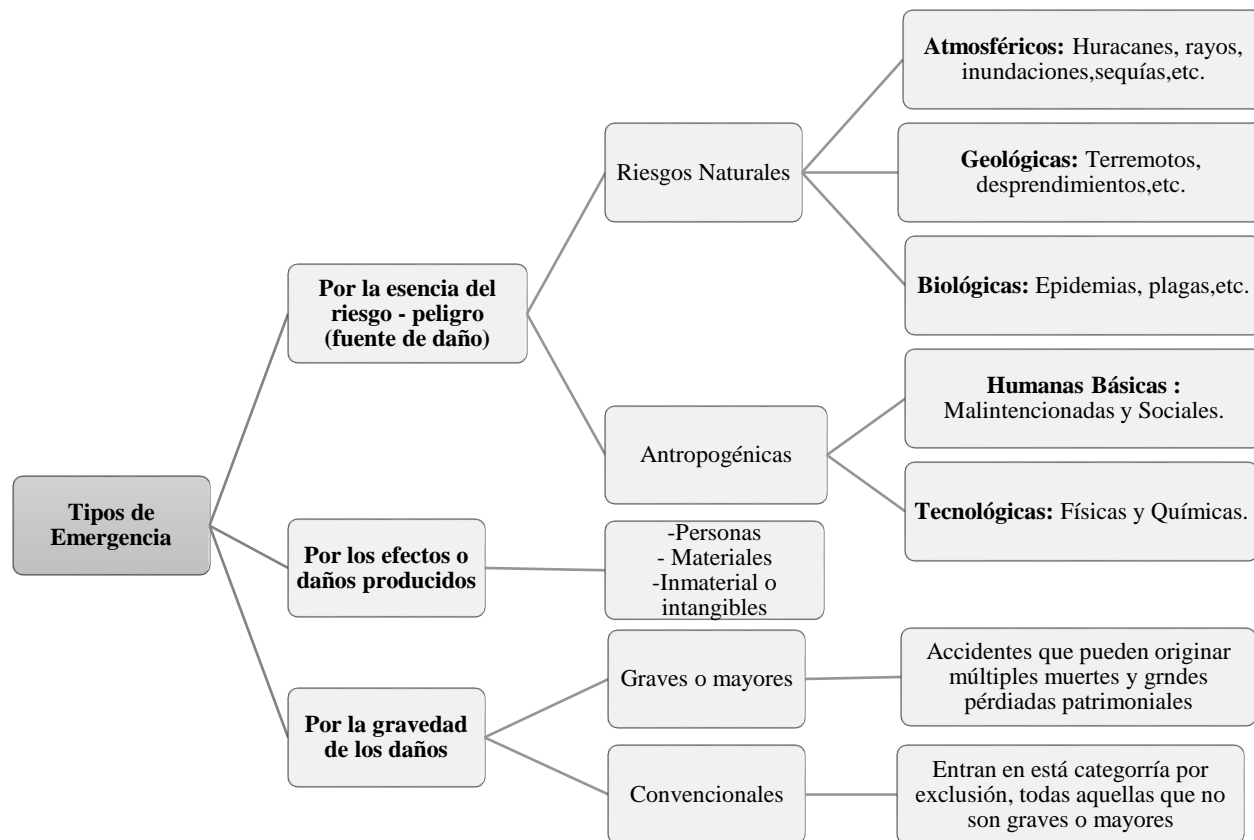 Tipos de
Emergencia
Por la esencia del
riesgo - peligro
(fuente de daño)
Riesgos Naturales
Atmosféricos: Huracanes, rayos,
inundaciones,sequías,etc.
Geológicas: Terremotos,
desprendimientos,etc.
Biológicas: Epidemias, plagas,etc.
Antropogénicas
Humanas Básicas :
Malintencionadas y Sociales.
Tecnológicas: Físicas y Químicas.
Por los efectos o
daños producidos
-Personas
- Materiales
-Inmaterial o
intangibles
Por la gravedad
de los daños
Graves o mayores
Accidentes que pueden originar
múltiples muertes y grndes
pérdiadas patrimoniales
Convencionales
Entran en está categorría por
exclusión, todas aquellas que no
son graves o mayores